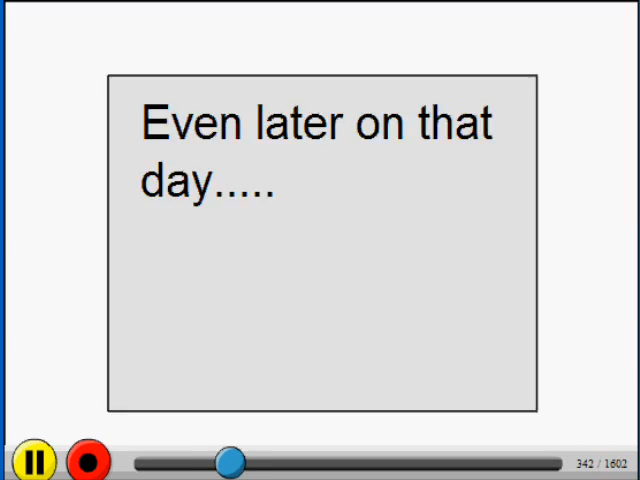 Even later on that
day.....
342 / 1602